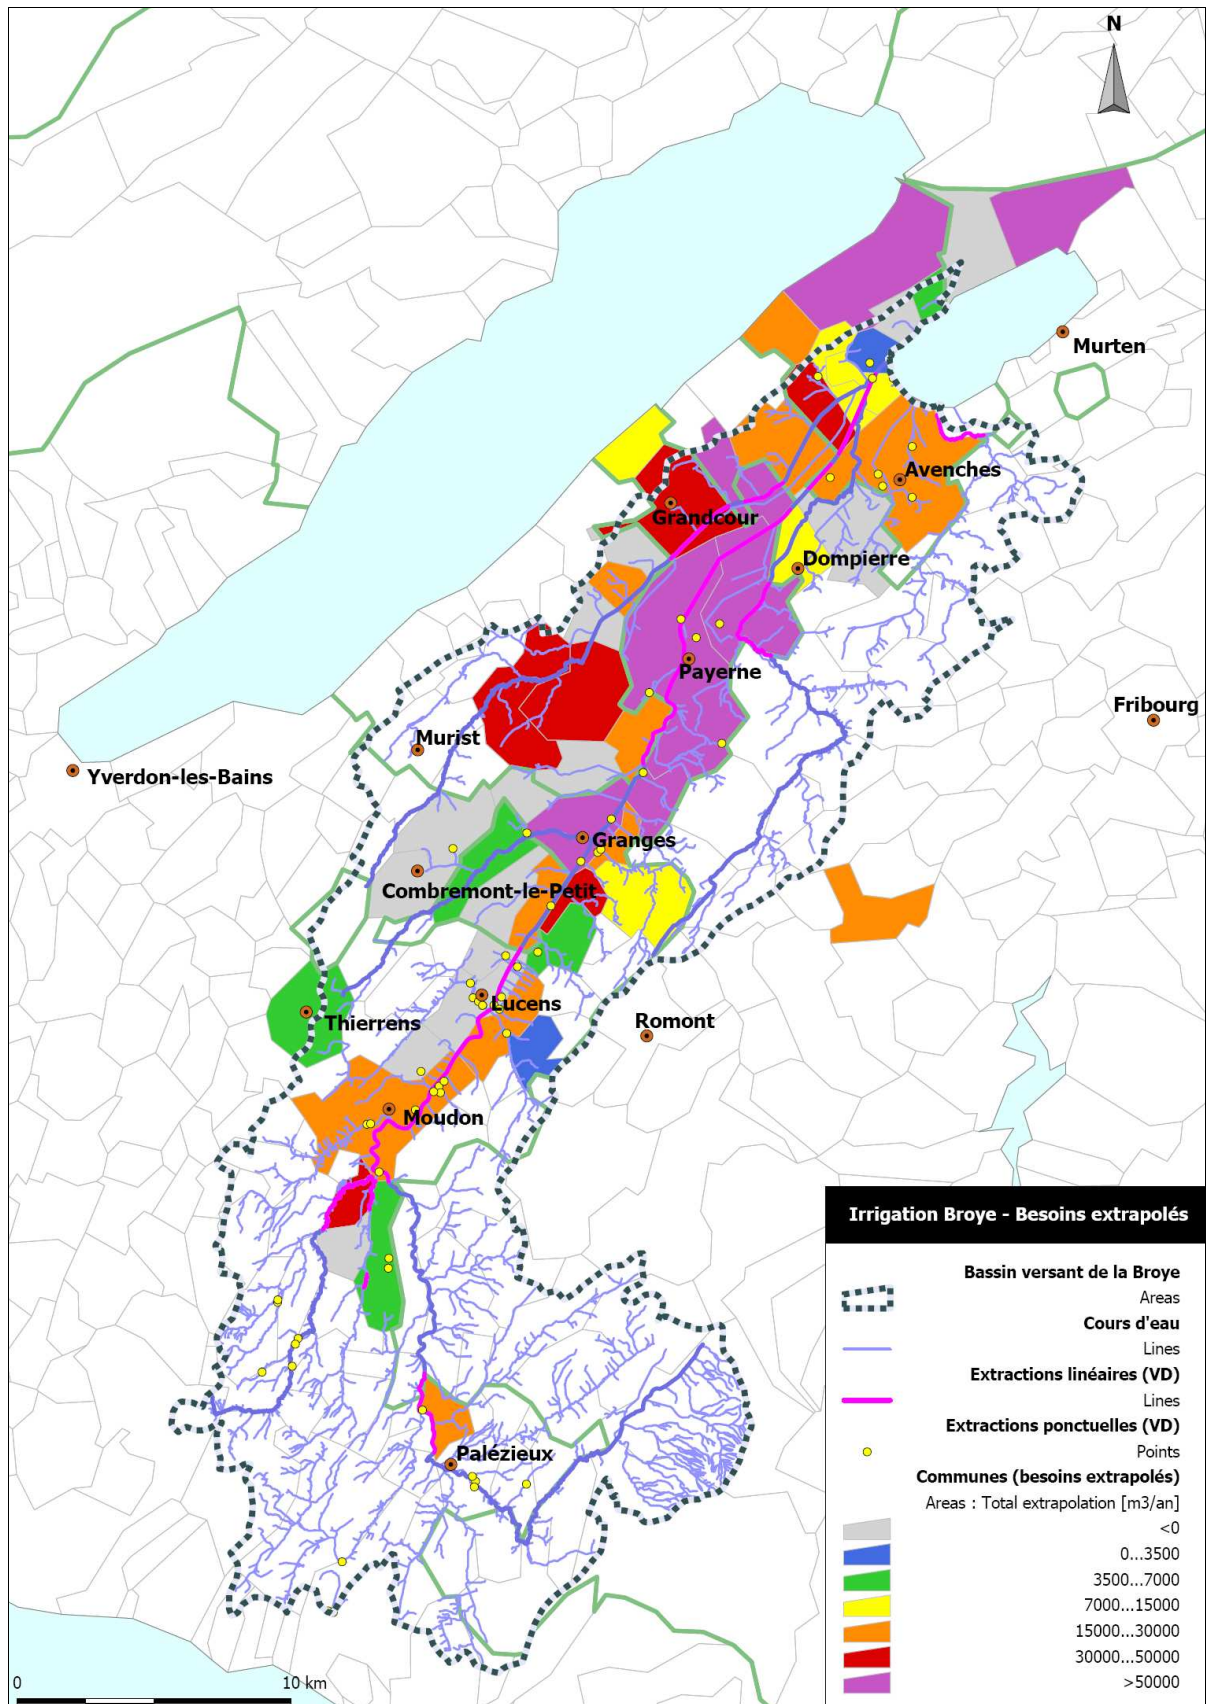 N
Murten
Avenches
Grandcour
Dompierre
Payerne
Fribourg
Murist
Yverdon-les-Bains
Granges
Combremont-le-Petit
Lucens
Thierrens
Romont
Moudon
Palézieux
Irrigation Broye - Besoins extrapolés
Bassin versant de la Broye
Areas
Cours d'eau
Lines
Extractions linéaires (VD)
Lines
Extractions ponctuelles (VD)
Points
Communes (besoins extrapolés)
Areas : Total extrapolation [m3/an]
<0
0...3500
3500...7000
7000...15000
15000...30000
30000...50000
>50000
0 10 km